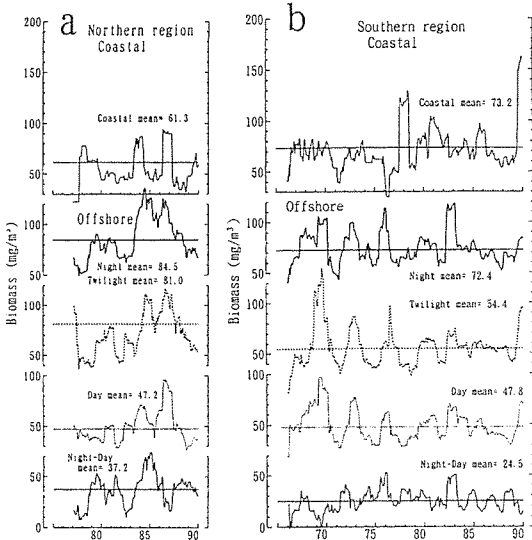 a
Northern region
Coastal
200
150
Coastal mean= 61.3
100
50
Offshore
100
50
Night mean= 84.5
Twilight mean= 81.0
100
50
100
Day mean= 47.2
50
Night-Day
mean= 37.2
50
0
80
85
90
Biomass (mg/m³)
b
Southern region
Coastal
200
150
Coastal mean= 73.2
100
50
Offshore
100
50
Night mean= 72.4
Twilight mean= 54.4
100
50
100
Day mean= 47.8
50
Night-Day mean= 24.5
50
0
70
75
80
85
90
Biomass (mg/m³)